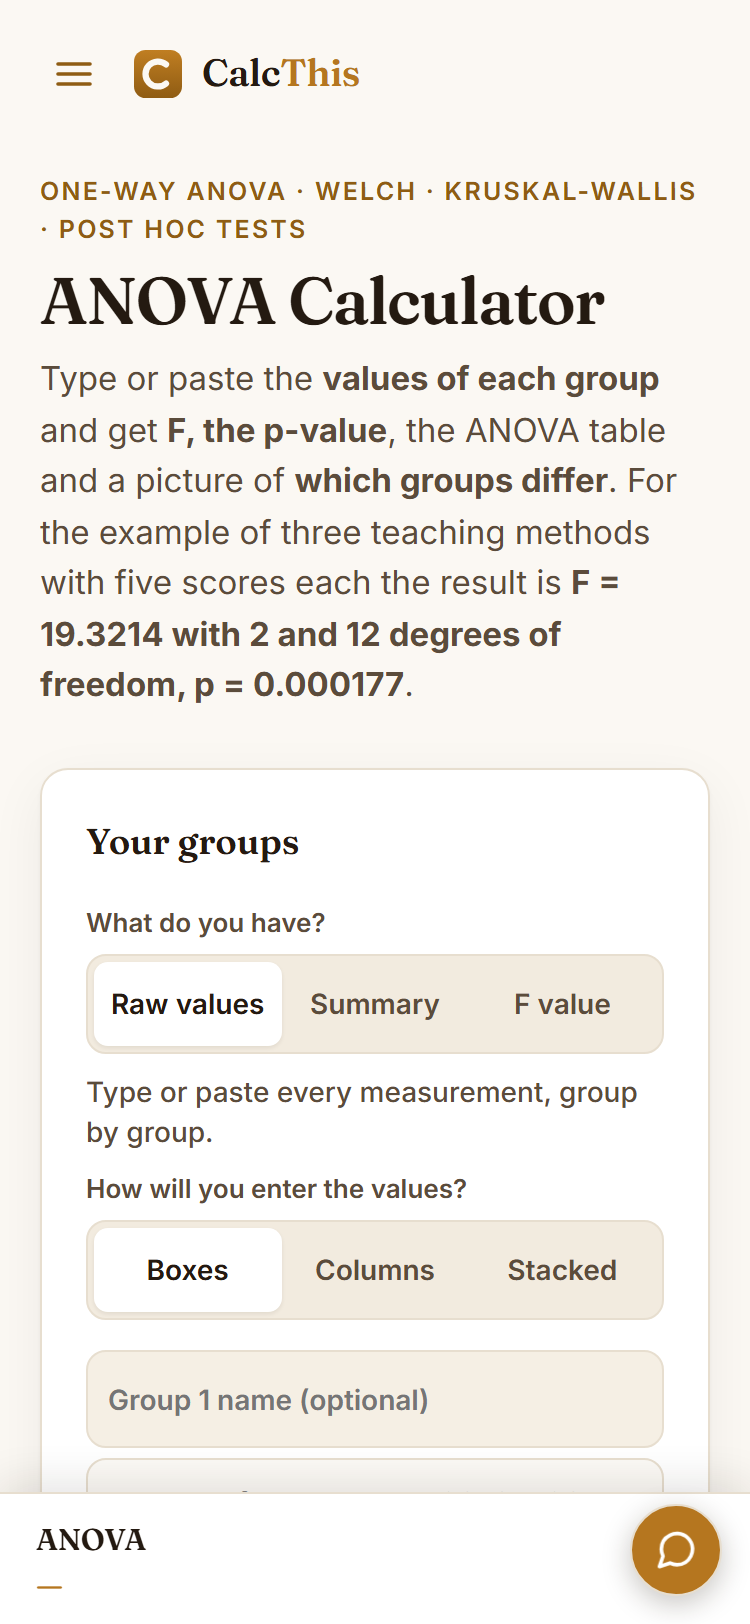 CalcThis
ONE-WAY ANOVA · WELCH · KRUSKAL-WALLIS
· POST HOC TESTS
ANOVA Calculator
Type or paste the values of each group
and get F, the p-value, the ANOVA table
and a picture of which groups differ. For
the example of three teaching methods
with five scores each the result is F =
19.3214 with 2 and 12 degrees of
freedom, p = 0.000177.
Your groups
What do you have?
Raw values Summary F value
Type or paste every measurement, group
by group.
How will you enter the values?
Boxes Columns Stacked
Group 1 name (optional)
ANOVA
—